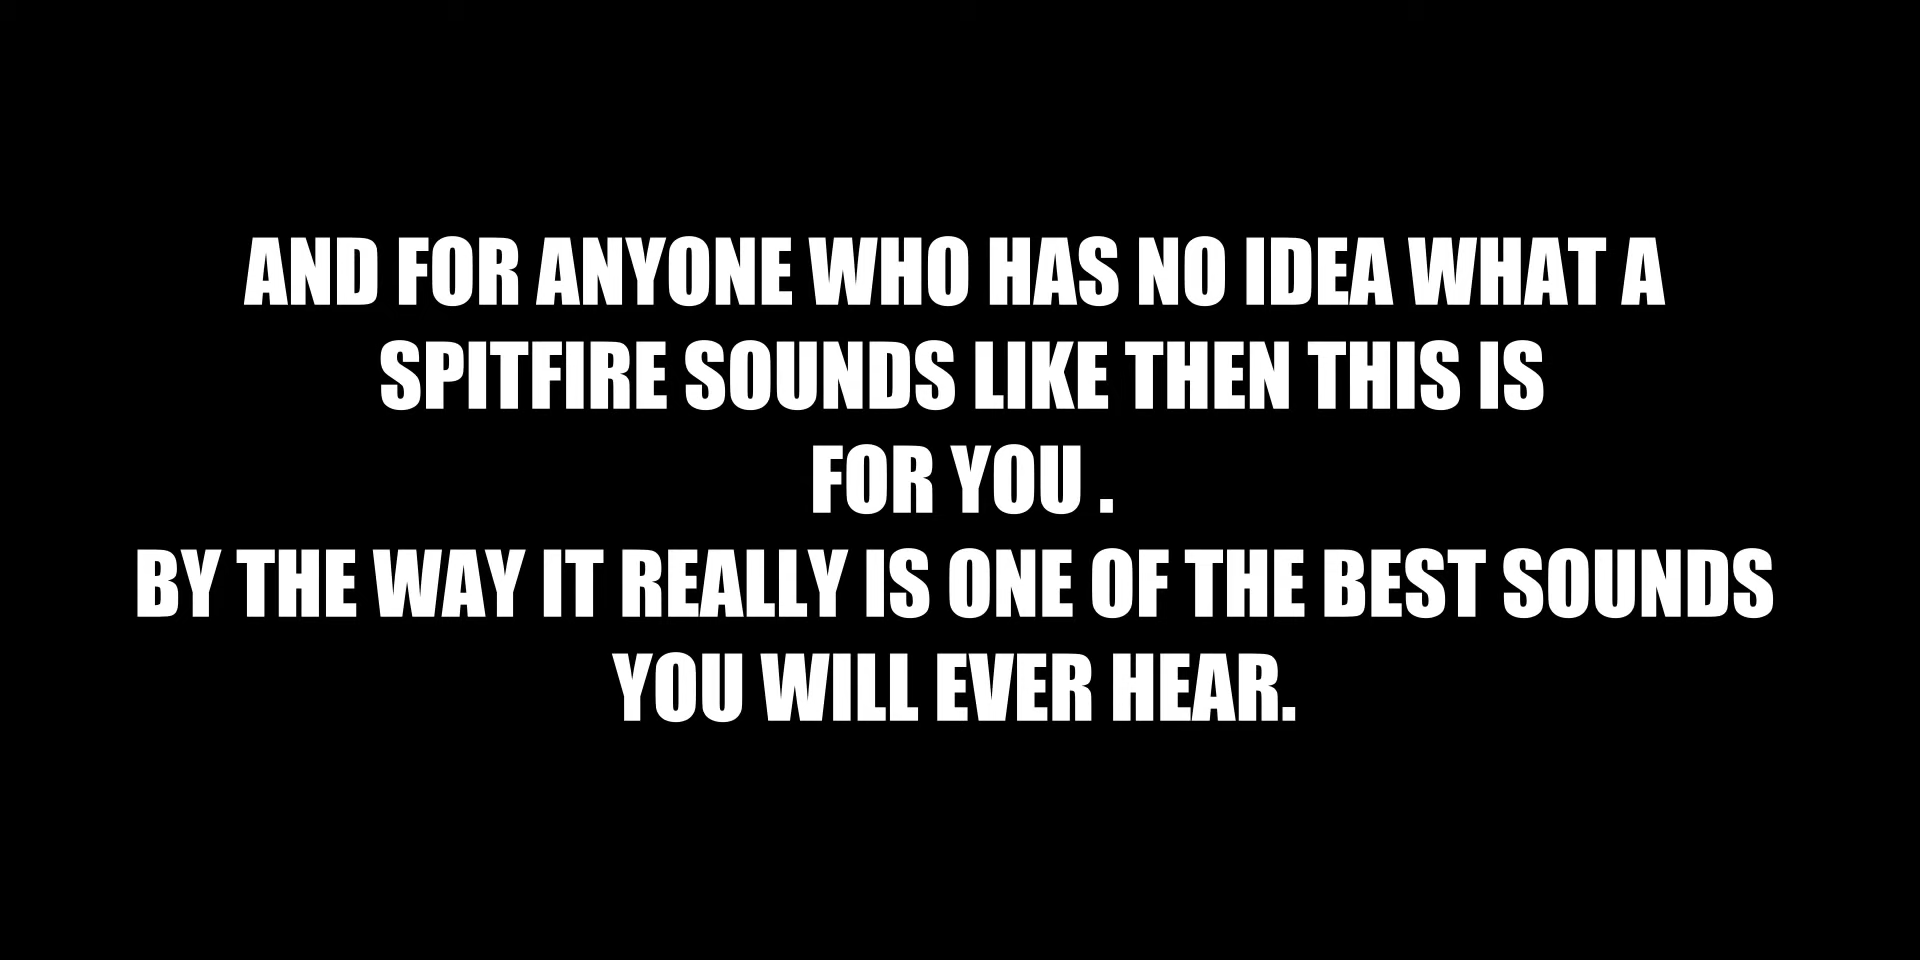 AND FOR ANYONE WHO HAS NO IDEA WHAT A
SPITFIRE SOUNDS LIKE THEN THIS IS
FOR YOU .
BY THE WAY IT REALLY IS ONE OF THE BEST SOUNDS
YOU WILL EVER HEAR.